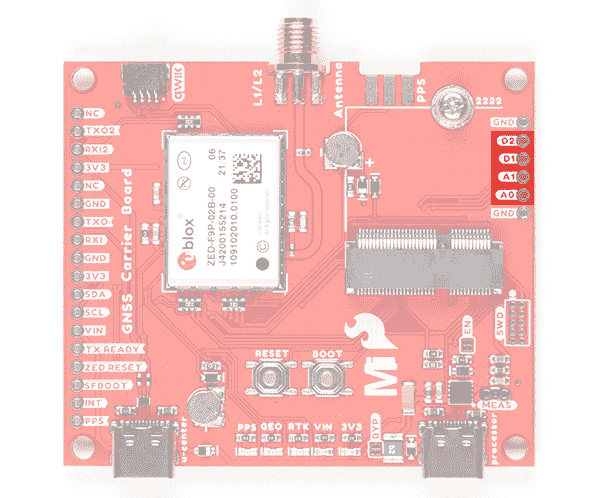 QWIIC
L1/L2
Antenna
PPS
2222
NC
TXO2
RXI2
3V3
NC
GND
TXO
RXI
GND
3V3
SDA
SCL
VIN
TX READY
ZED RESET
SFBOOT
INT
PPS
GNSS Carrier Board
06
21:37
ublox
ZED-F9P-02B-00
J4200155214
109102010.0100
+
GND
D2
D1
A1
A0
GND
SWD
EN
MEAS
RESET
BOOT
PPS
GEO
RTK
VIN
3V3
BYP
u-center
processor